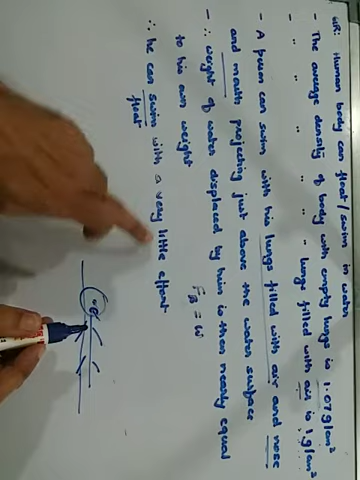 GR: Human body can float/swim in water
- The average density of body with empty lungs is 1.07g/cm³
- " " " " " lungs filled with air is 1g/cm³
- A person can swim with his lungs filled with air and nose
and mouth projecting just above the water surface
- ∴ weight of water displaced by him is then nearly equal
to his own weight
F_B = W
∴ he can swim with a very little effort
float